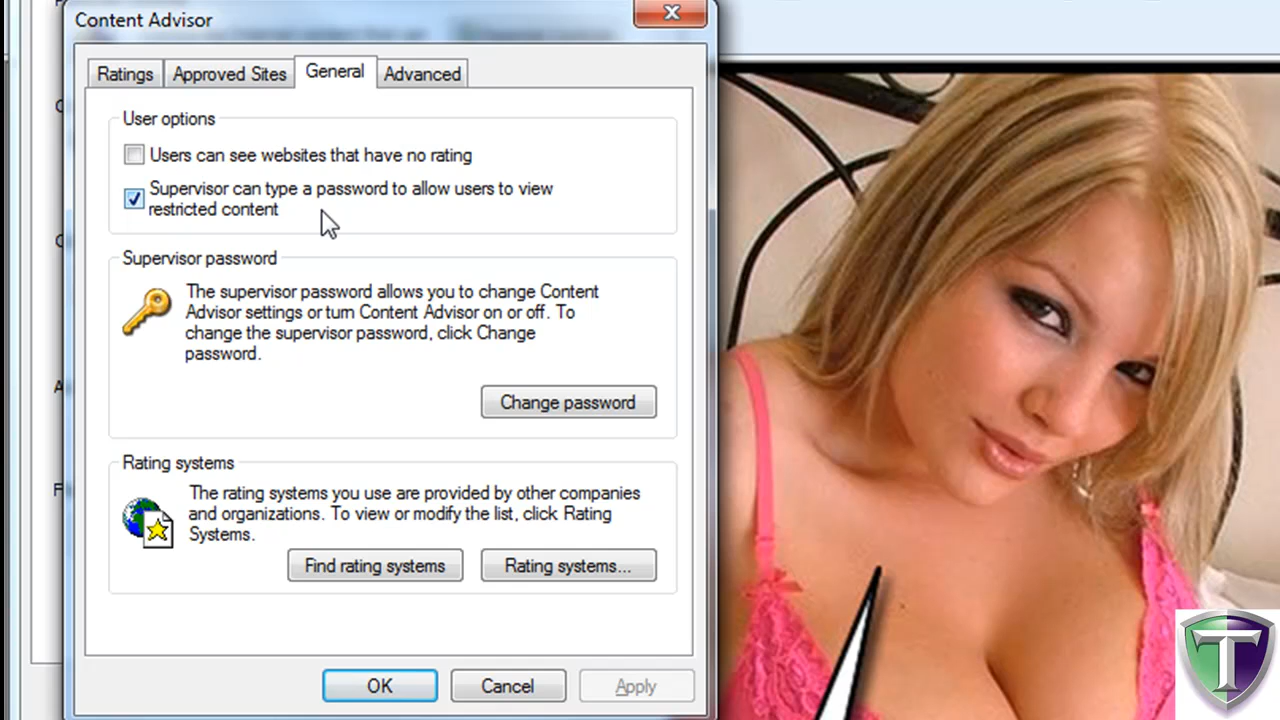 Content Advisor
Ratings
Approved Sites
General
Advanced
User options
Users can see websites that have no rating
Supervisor can type a password to allow users to view
restricted content
Supervisor password
The supervisor password allows you to change Content
Advisor settings or turn Content Advisor on or off. To
change the supervisor password, click Change
password.
Change password
Rating systems
The rating systems you use are provided by other companies
and organizations. To view or modify the list, click Rating
Systems.
Find rating systems
Rating systems...
OK
Cancel
Apply
T